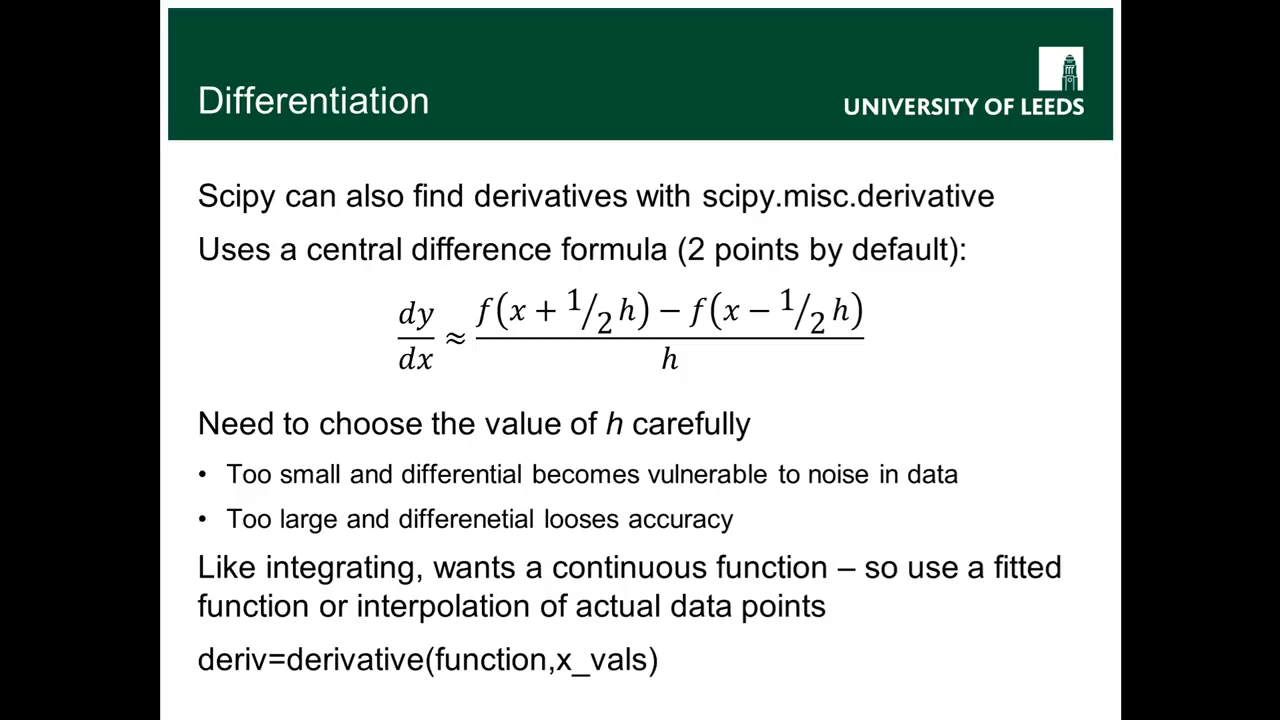 Differentiation
UNIVERSITY OF LEEDS
Scipy can also find derivatives with scipy.misc.derivative
Uses a central difference formula (2 points by default):
dy/dx ≈ (f(x + 1/2 h) − f(x − 1/2 h))/h
Need to choose the value of h carefully
• Too small and differential becomes vulnerable to noise in data
• Too large and differenetial looses accuracy
Like integrating, wants a continuous function – so use a fitted
function or interpolation of actual data points
deriv=derivative(function,x_vals)